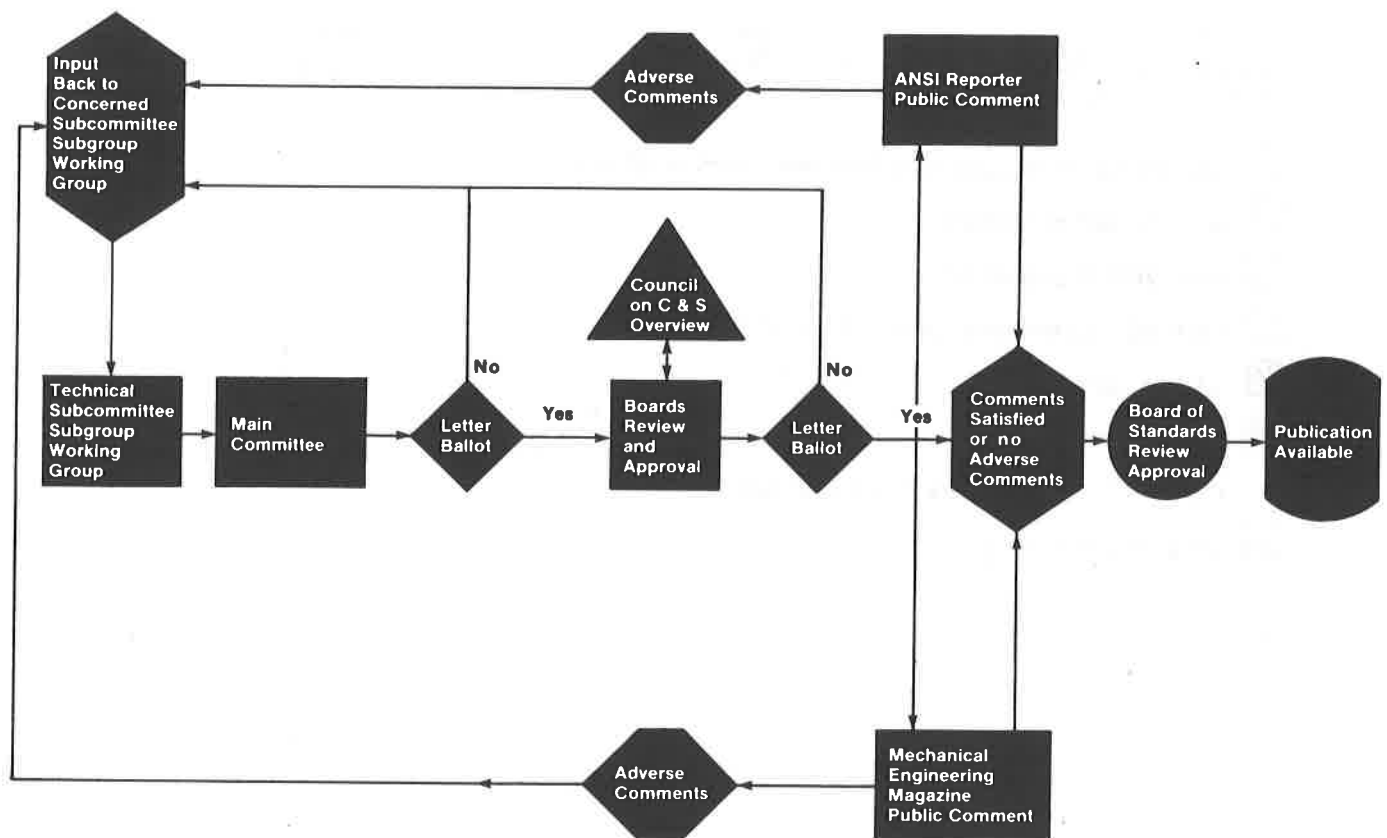 Input
Back to
Concerned
Subcommittee
Subgroup
Working
Group
Adverse
Comments
ANSI Reporter
Public Comment
Council
on C & S
Overview
No
No
Technical
Subcommittee
Subgroup
Working
Group
Main
Committee
Letter
Ballot
Yes
Boards
Review
and
Approval
Letter
Ballot
Yes
Comments
Satisfied
or no
Adverse
Comments
Board of
Standards
Review
Approval
Publication
Available
Adverse
Comments
Mechanical
Engineering
Magazine
Public Comment